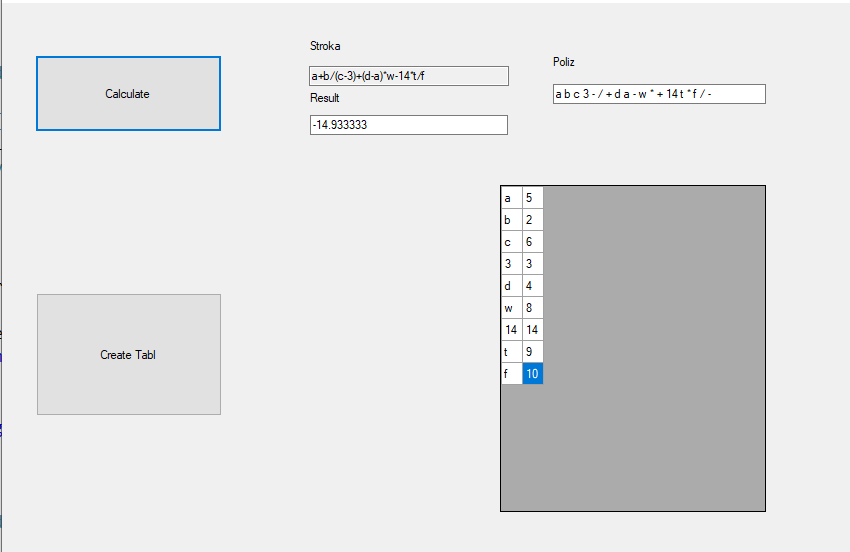 Stroka
a+b/(c-3)+(d-a)*w-14*t/f
Result
-14.933333
Poliz
a b c 3 - / + d a - w * + 14 t * f / -
Calculate
Create Tabl
a 5
b 2
c 6
3 3
d 4
w 8
14 14
t 9
f 10